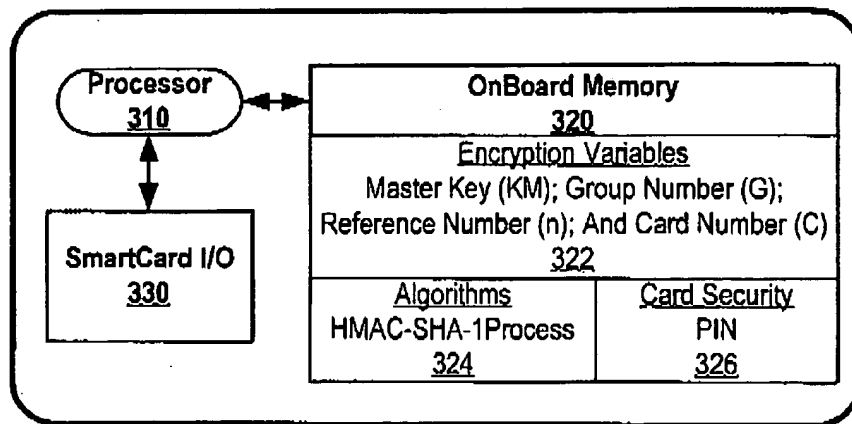 Processor
310
SmartCard I/O
330
OnBoard Memory
320
Encryption Variables
Master Key (KM); Group Number (G);
Reference Number (n); And Card Number (C)
322
Algorithms
HMAC-SHA-1Process
324
Card Security
PIN
326